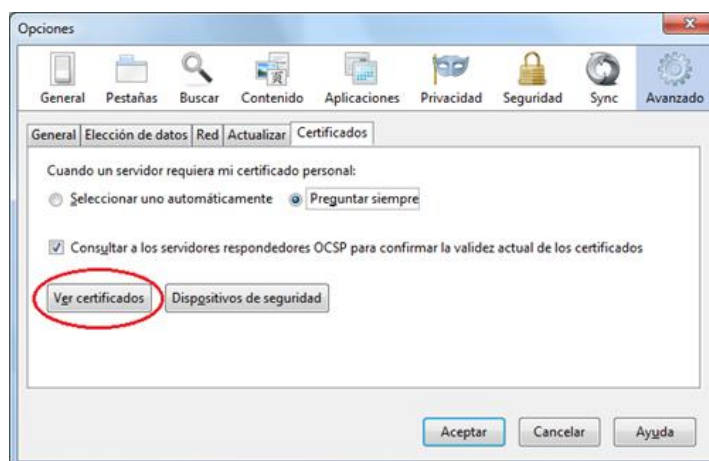 Opciones
General Pestañas Buscar Contenido Aplicaciones Privacidad Seguridad Sync Avanzado
General Elección de datos Red Actualizar Certificados
Cuando un servidor requiera mi certificado personal:
Seleccionar uno automáticamente Preguntar siempre
Consultar a los servidores respondedores OCSP para confirmar la validez actual de los certificados
Ver certificados Dispositivos de seguridad
Aceptar Cancelar Ayuda